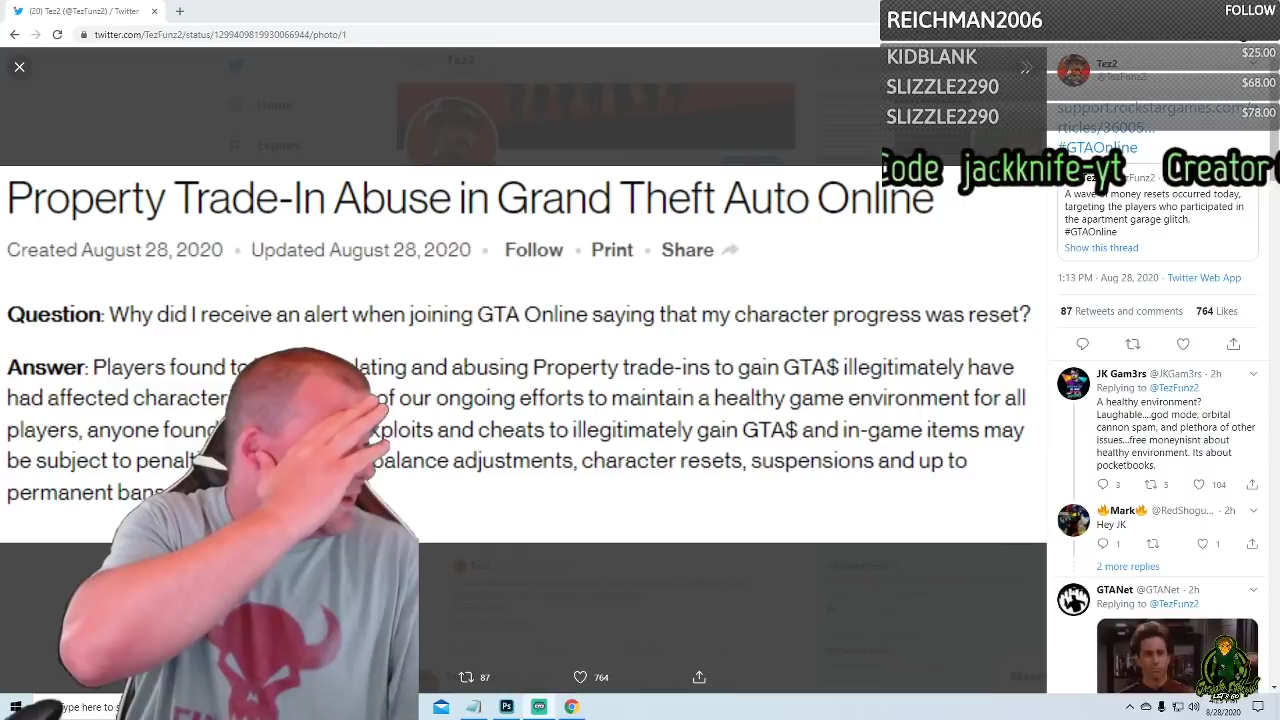 (20) Tez2 (@TezFunz2) / Twitter
twitter.com/TezFunz2/status/1299409819930066944/photo/1
REICHMAN2006 FOLLOW
KIDBLANK $25.00
SLIZZLE2290 $68.00
SLIZZLE2290 $78.00
Code jackknife-yt Creator
Tez2
Home
Explore
Property Trade-In Abuse in Grand Theft Auto Online
Created August 28, 2020 • Updated August 28, 2020 • Follow • Print • Share
Question: Why did I receive an alert when joining GTA Online saying that my character progress was reset?
Answer: Players found to lating and abusing Property trade-ins to gain GTA$ illegitimately have
had affected character of our ongoing efforts to maintain a healthy game environment for all
players, anyone found xploits and cheats to illegitimately gain GTA$ and in-game items may
be subject to penalt balance adjustments, character resets, suspensions and up to
permanent bans
87
764
Tez2
@TezFunz2
support.rockstargames.com/
rticles/36005...
#GTAOnline
A wave of money resets occurred today,
targeting the players who participated in
the apartment garage glitch.
#GTAOnline
Show this thread
1:13 PM · Aug 28, 2020 · Twitter Web App
87 Retweets and comments 764 Likes
JK Gam3rs @JKGam3rs · 2h
Replying to @TezFunz2
A healthy environment?
Laughable....god mode, orbital
cannon spam, and plethora of other
issues...free moneynisnt about
healthy environment. Its about
pocketbooks.
3 5 104
Mark @RedShogu... · 2h
Hey JK
1 1
2 more replies
GTANet @GTANet · 2h
Replying to @TezFunz2
LET'S GO
ype here to s
8/28/2020